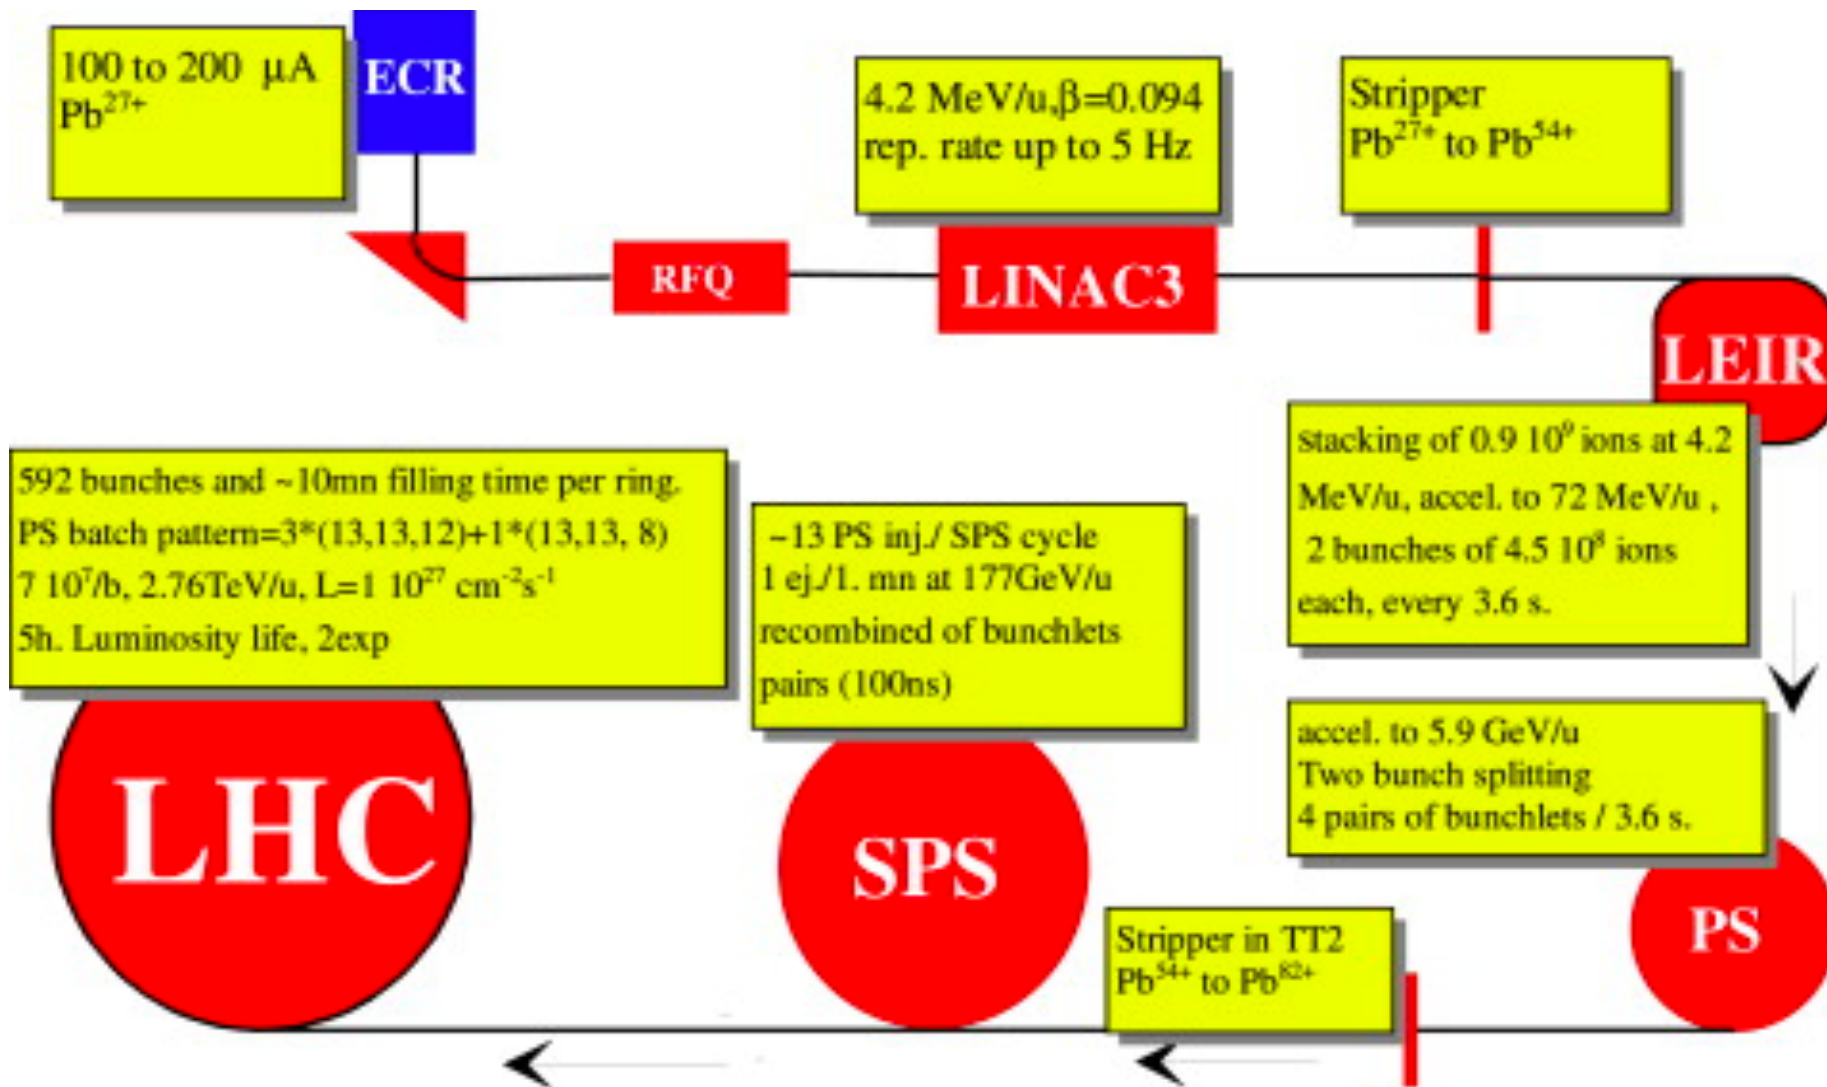 100 to 200 μA
Pb²⁷⁺
ECR
4.2 MeV/u,β=0.094
rep. rate up to 5 Hz
Stripper
Pb²⁷⁺ to Pb⁵⁴⁺
RFQ
LINAC3
LEIR
stacking of 0.9 10⁹ ions at 4.2
MeV/u, accel. to 72 MeV/u ,
2 bunches of 4.5 10⁸ ions
each, every 3.6 s.
592 bunches and ~10mn filling time per ring.
PS batch pattern=3*(13,13,12)+1*(13,13, 8)
7 10⁷/b, 2.76TeV/u, L=1 10²⁷ cm⁻²s⁻¹
5h. Luminosity life, 2exp
~13 PS inj./ SPS cycle
1 ej./1. mn at 177GeV/u
recombined of bunchlets
pairs (100ns)
accel. to 5.9 GeV/u
Two bunch splitting
4 pairs of bunchlets / 3.6 s.
LHC
SPS
PS
Stripper in TT2
Pb⁵⁴⁺ to Pb⁸²⁺